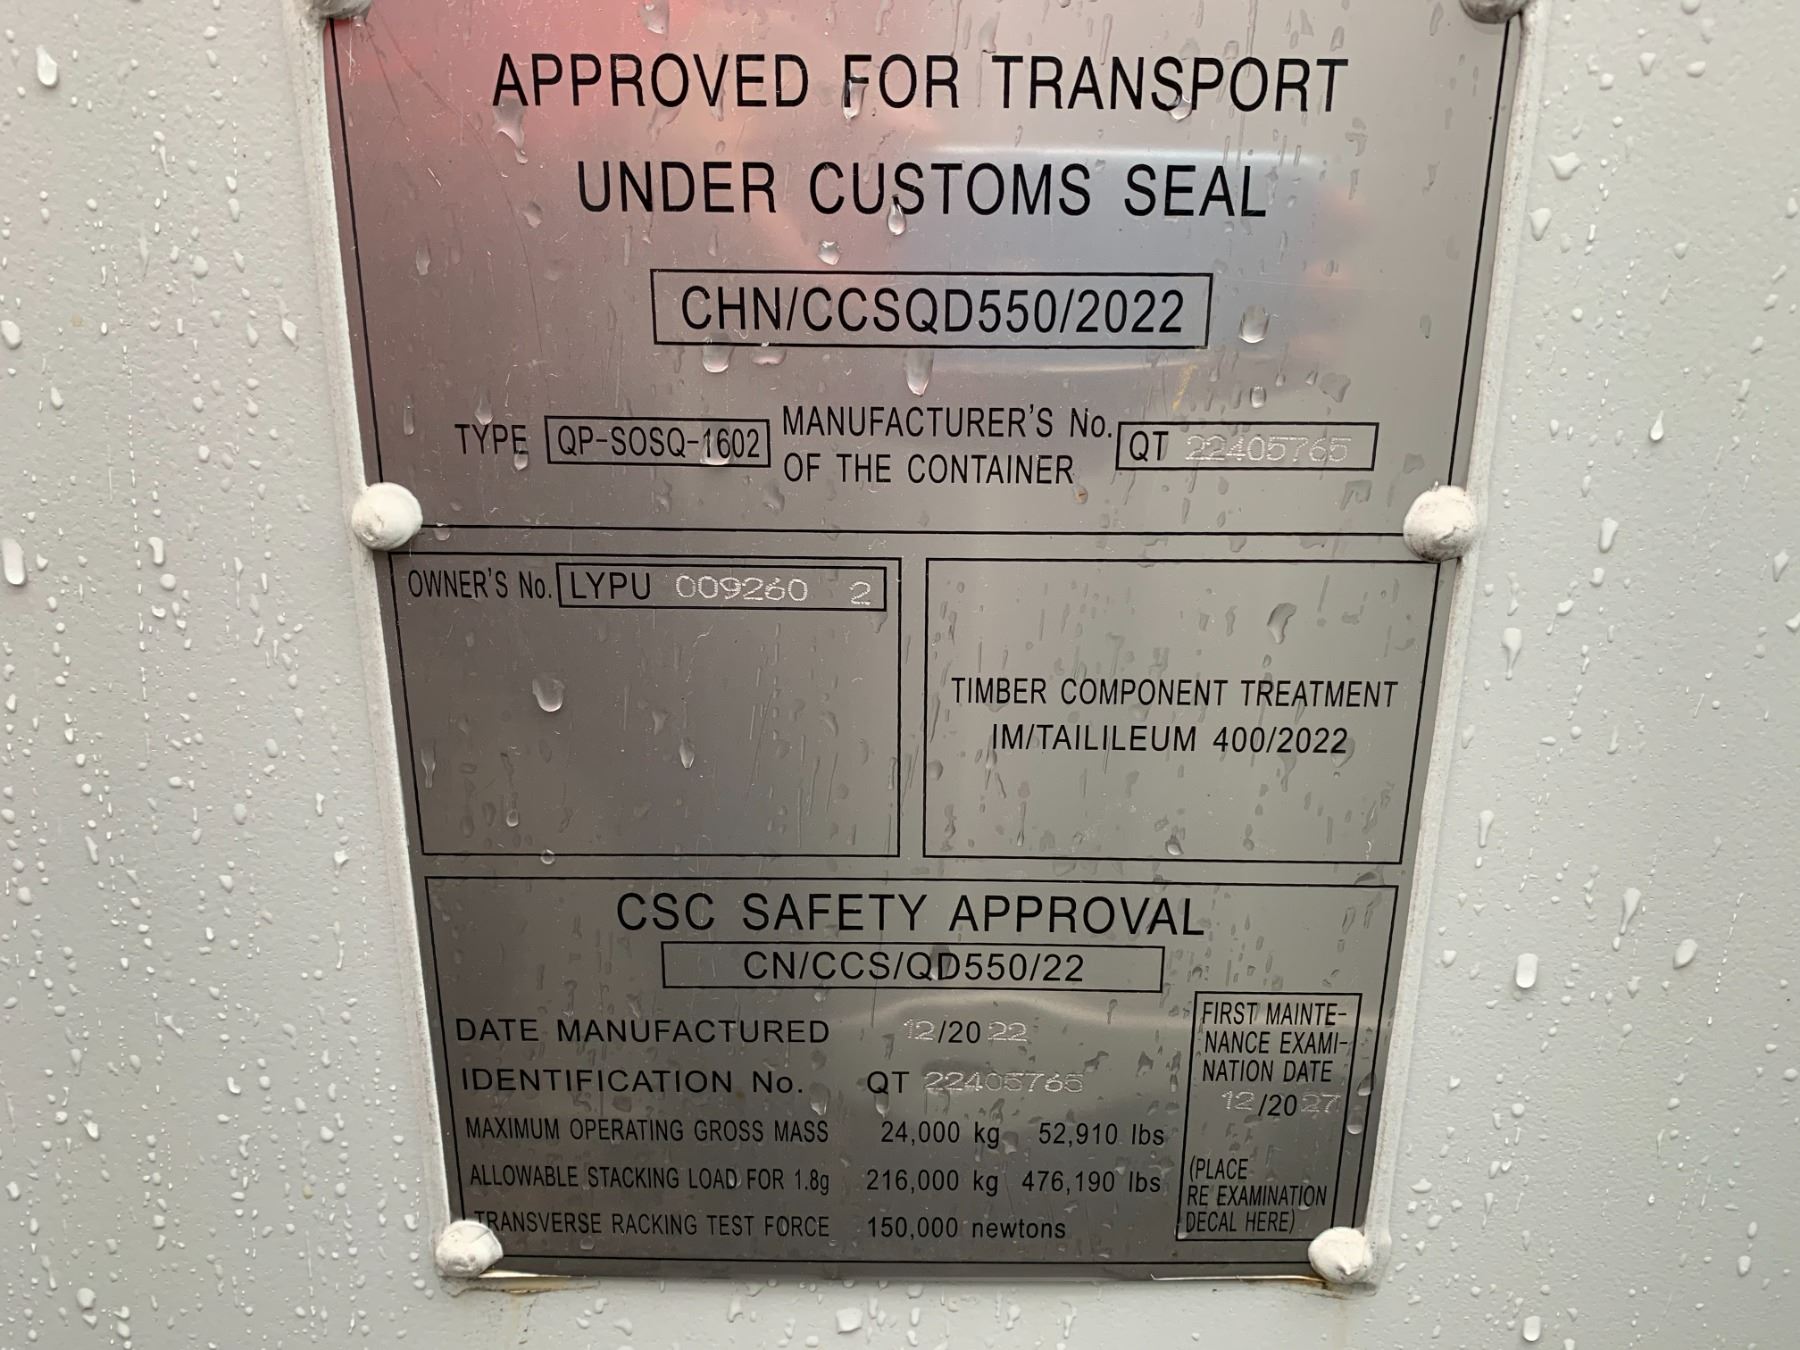 APPROVED FOR TRANSPORT
UNDER CUSTOMS SEAL
CHN/CCSQD550/2022
TYPE QP-SOSQ-1602 MANUFACTURER'S No. OF THE CONTAINER QT 22405765
OWNER'S No. LYPU 009260 2
TIMBER COMPONENT TREATMENT
IM/TAILILEUM 400/2022
CSC SAFETY APPROVAL
CN/CCS/QD550/22
DATE MANUFACTURED 12/2022
IDENTIFICATION No. QT 22405765
MAXIMUM OPERATING GROSS MASS 24,000 kg 52,910 lbs
ALLOWABLE STACKING LOAD FOR 1.8g 216,000 kg 476,190 lbs
TRANSVERSE RACKING TEST FORCE 150,000 newtons
FIRST MAINTE-
NANCE EXAMI-
NATION DATE
12/2027
(PLACE
RE EXAMINATION
DECAL HERE)